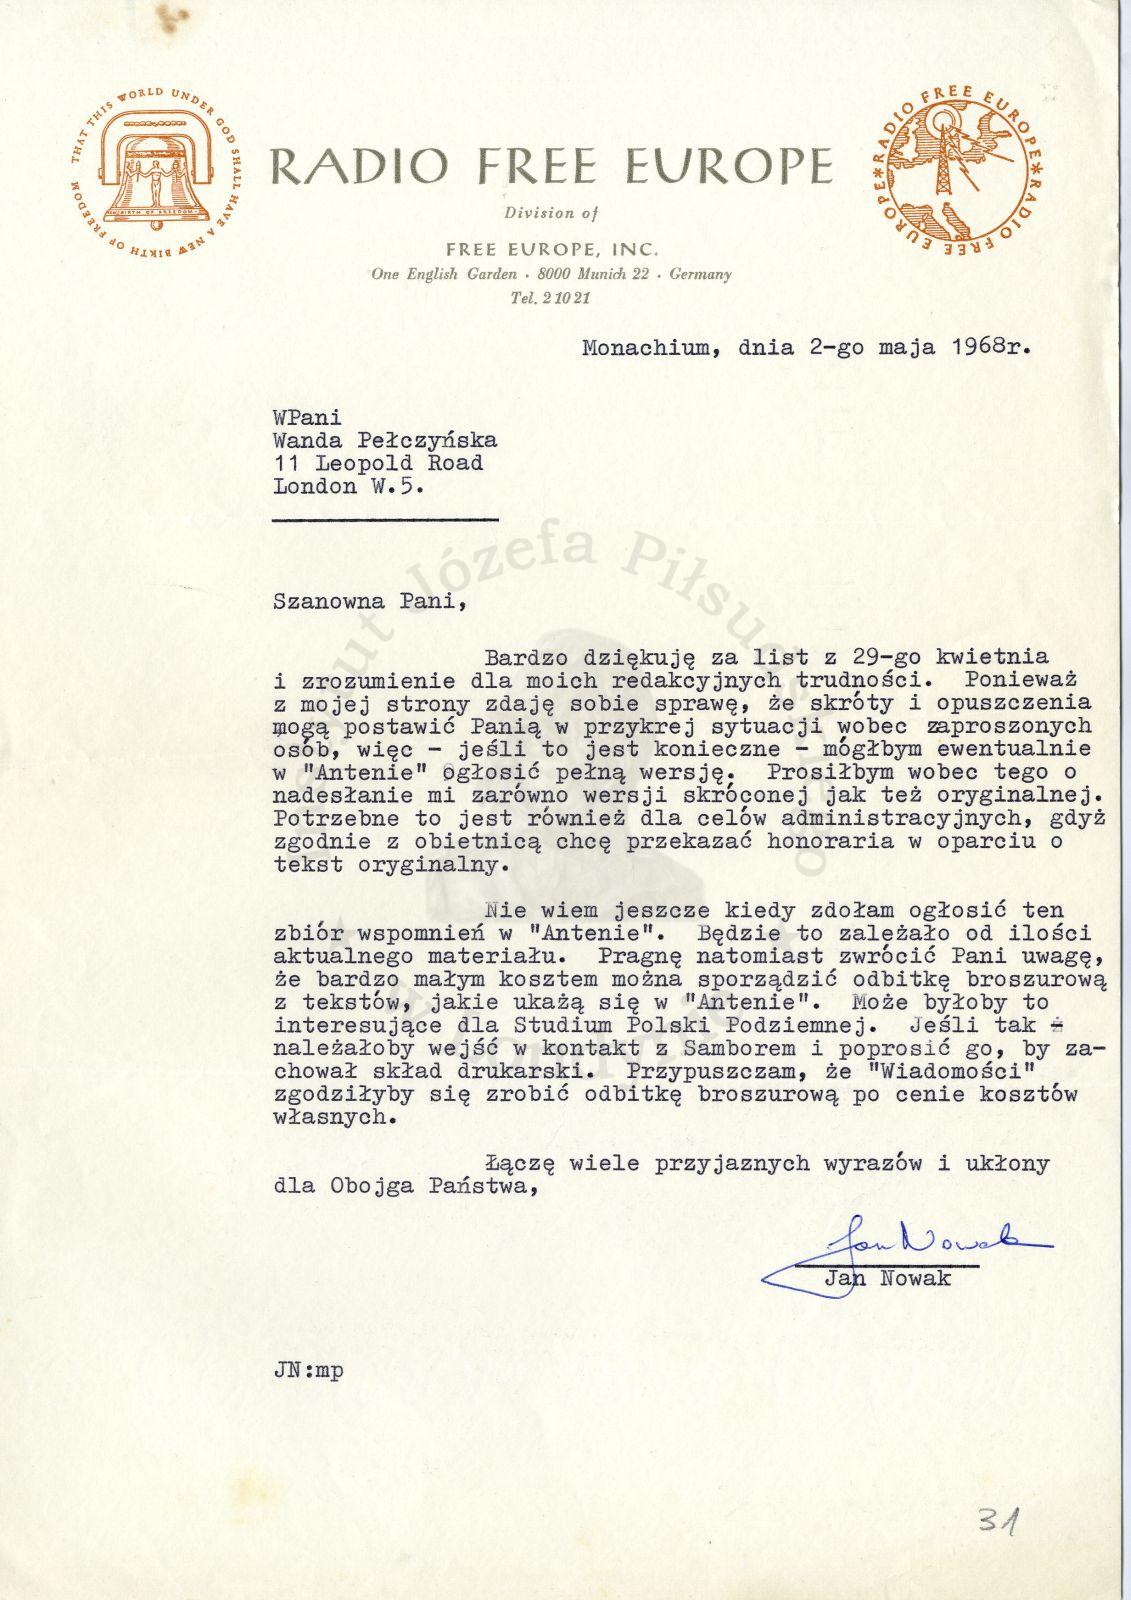 THAT THIS WORLD UNDER GOD SHALL HAVE A NEW BIRTH OF FREEDOM
NEW BIRTH OF FREEDOM
RADIO FREE EUROPE
*RADIO FREE EUROPE*RADIO FREE EUROPE
Division of
FREE EUROPE, INC.
One English Garden · 8000 Munich 22 · Germany
Tel. 2 10 21
Monachium, dnia 2-go maja 1968r.
WPani
Wanda Pełczyńska
11 Leopold Road
London W.5.
Instytut Józefa Piłsudskiego
* w Londynie *
Szanowna Pani,
Bardzo dziękuję za list z 29-go kwietnia
i zrozumienie dla moich redakcyjnych trudności. Ponieważ
z mojej strony zdaję sobie sprawę, że skróty i opuszczenia
mogą postawić Panią w przykrej sytuacji wobec zaproszonych
osób, więc - jeśli to jest konieczne - mógłbym ewentualnie
w "Antenie" ogłosić pełną wersję. Prosiłbym wobec tego o
nadesłanie mi zarówno wersji skróconej jak też oryginalnej.
Potrzebne to jest również dla celów administracyjnych, gdyż
zgodnie z obietnicą chcę przekazać honoraria w oparciu o
tekst oryginalny.
Nie wiem jeszcze kiedy zdołam ogłosić ten
zbiór wspomnień w "Antenie". Będzie to zależało od ilości
aktualnego materiału. Pragnę natomiast zwrócić Pani uwagę,
że bardzo małym kosztem można sporządzić odbitkę broszurową
z tekstów, jakie ukażą się w "Antenie". Może byłoby to
interesujące dla Studium Polski Podziemnej. Jeśli tak -
należałoby wejść w kontakt z Samborem i poprosić go, by za-
chował skład drukarski. Przypuszczam, że "Wiadomości"
zgodziłyby się zrobić odbitkę broszurową po cenie kosztów
własnych.
Łączę wiele przyjaznych wyrazów i ukłony
dla Obojga Państwa,
Jan Nowak
Jan Nowak
JN:mp
31